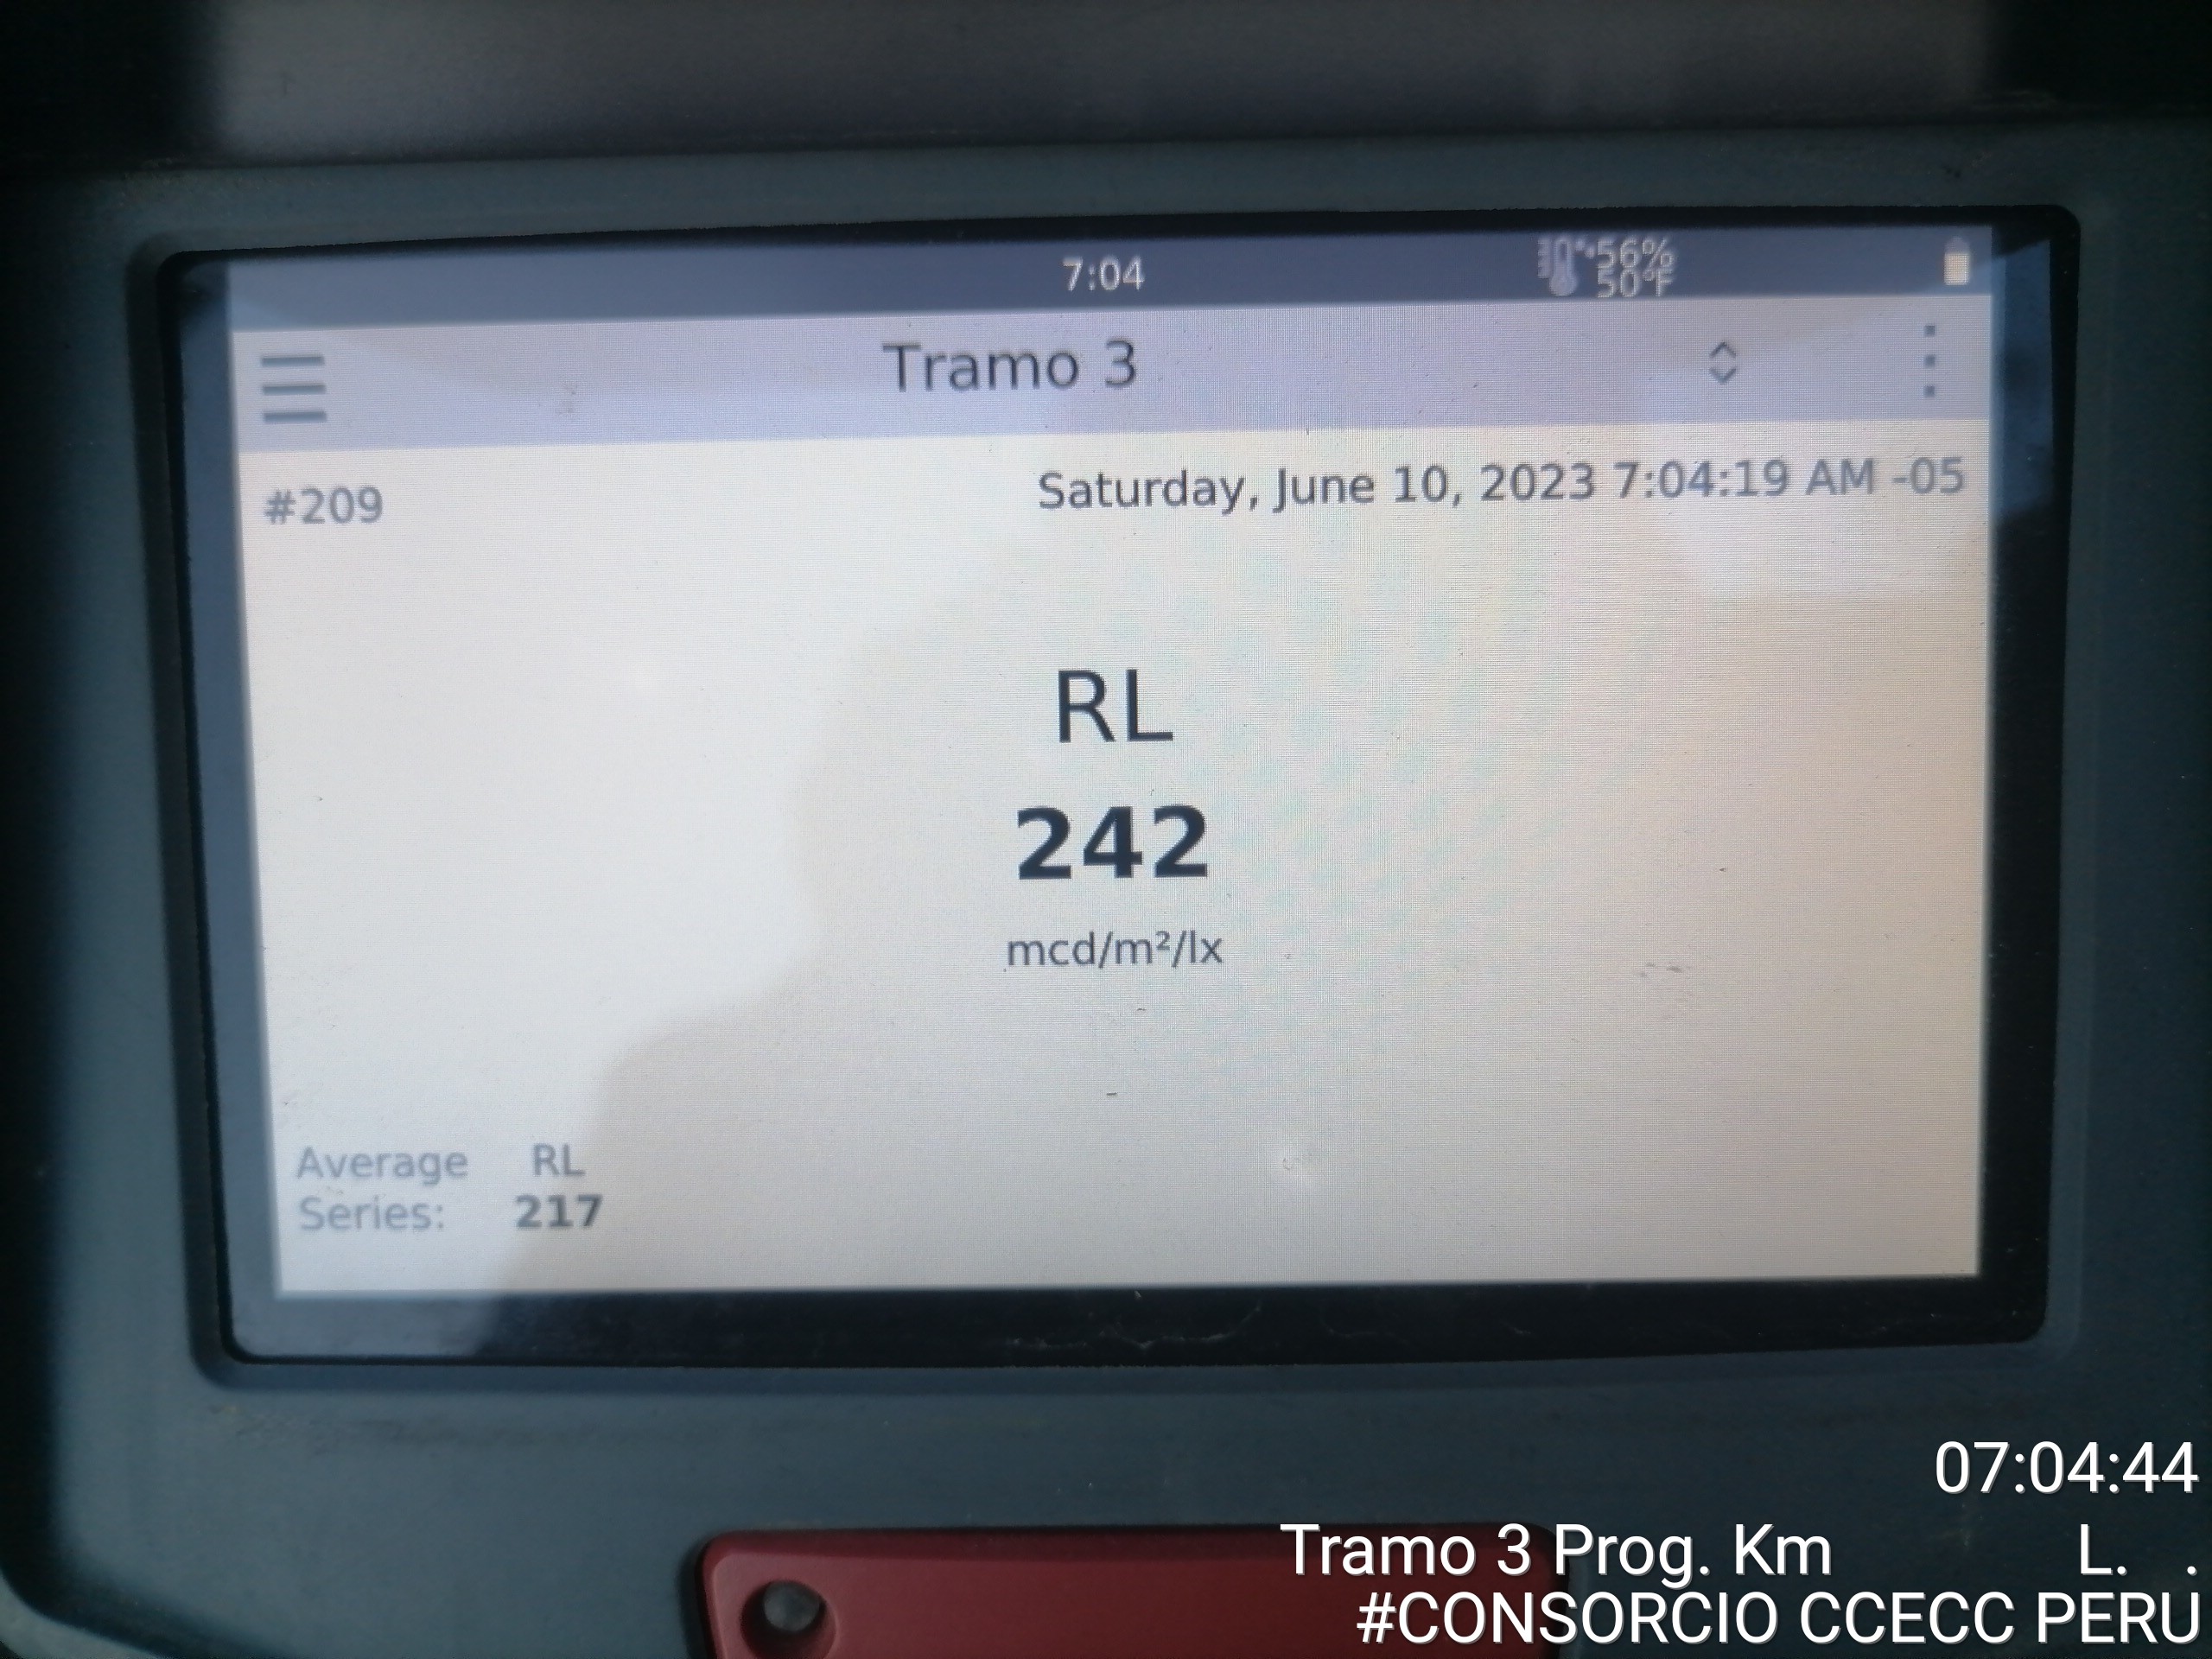 7:04
56%
50°F
Tramo 3
#209
Saturday, June 10, 2023 7:04:19 AM -05
RL
242
mcd/m²/lx
Average RL
Series: 217
07:04:44
Tramo 3 Prog. Km L. .
#CONSORCIO CCECC PERU